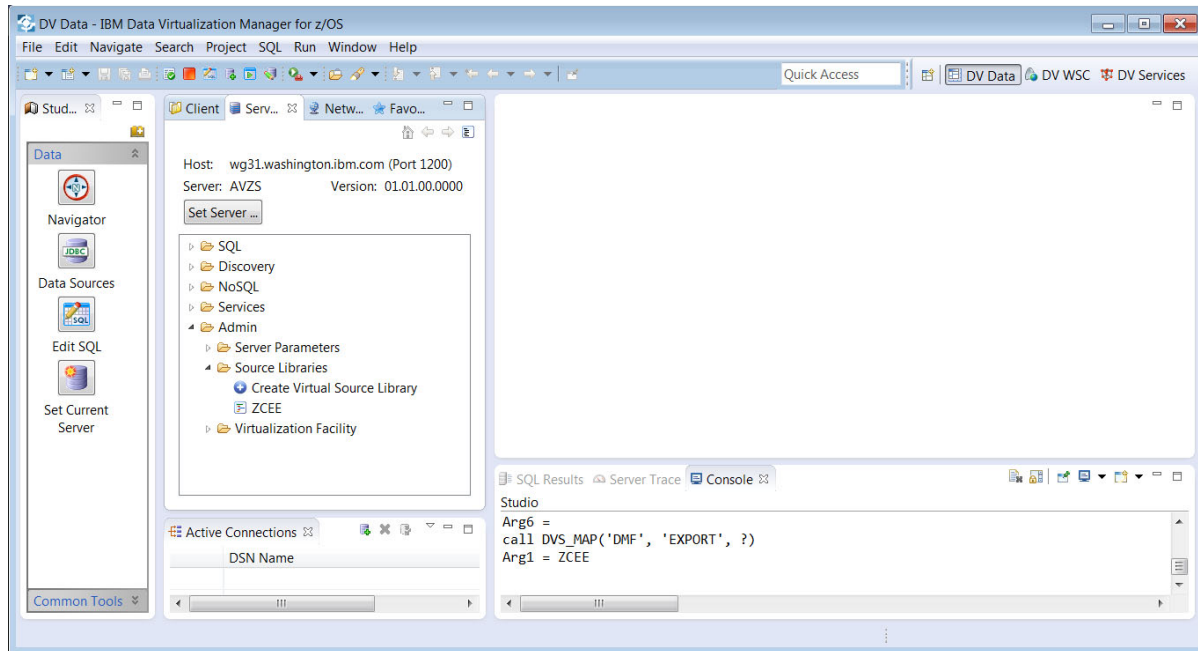 DV Data - IBM Data Virtualization Manager for z/OS
File Edit Navigate Search Project SQL Run Window Help
Quick Access
DV Data DV WSC DV Services
Stud...
Data
Navigator
JDBC
Data Sources
SQL
Edit SQL
Set Current
Server
Common Tools
Client Serv... Netw... Favo...
Host: wg31.washington.ibm.com (Port 1200)
Server: AVZS Version: 01.01.00.0000
Set Server ...
SQL
Discovery
NoSQL
Services
Admin
Server Parameters
Source Libraries
Create Virtual Source Library
ZCEE
Virtualization Facility
Active Connections
DSN Name
SQL Results Server Trace Console
Studio
Arg6 =
call DVS_MAP('DMF', 'EXPORT', ?)
Arg1 = ZCEE